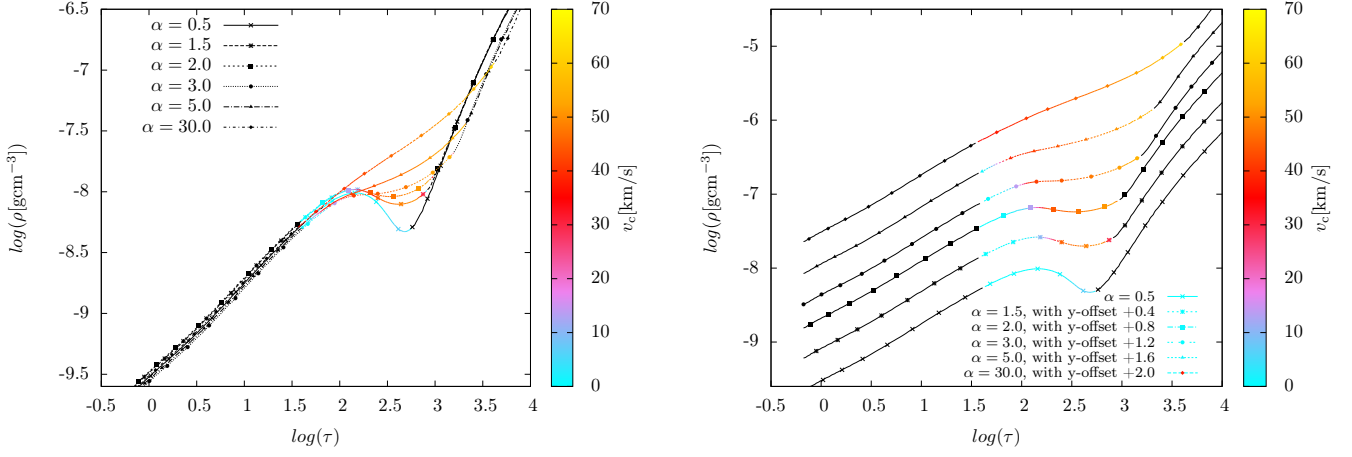 -6.5
-7
-7.5
-8
-8.5
-9
-9.5
-0.5 0 0.5 1 1.5 2 2.5 3 3.5 4
log(ρ[gcm⁻³])
log(τ)
α = 0.5
α = 1.5
α = 2.0
α = 3.0
α = 5.0
α = 30.0
70
60
50
40
30
20
10
0
v_c[km/s]
-5
-6
-7
-8
-9
-0.5 0 0.5 1 1.5 2 2.5 3 3.5 4
log(ρ[gcm⁻³])
log(τ)
α = 0.5
α = 1.5, with y-offset +0.4
α = 2.0, with y-offset +0.8
α = 3.0, with y-offset +1.2
α = 5.0, with y-offset +1.6
α = 30.0, with y-offset +2.0
70
60
50
40
30
20
10
0
v_c[km/s]